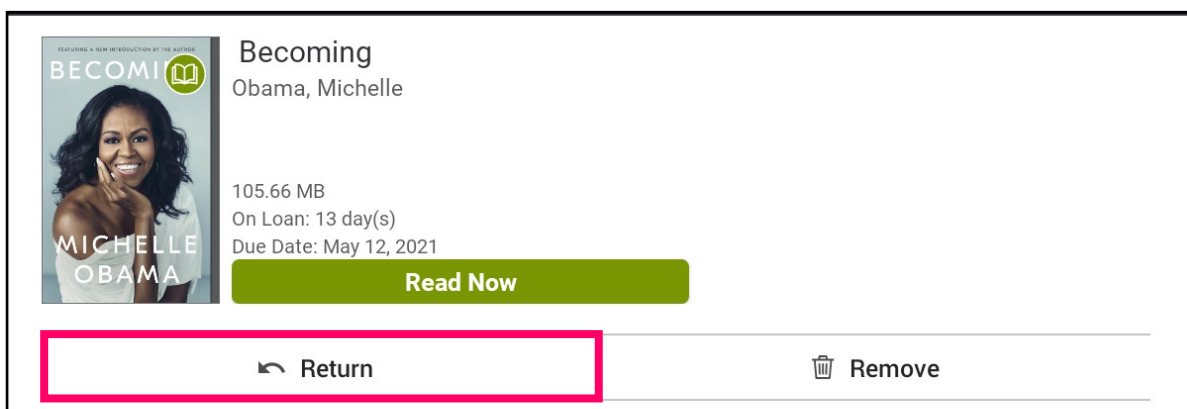 FEATURING A NEW INTRODUCTION BY THE AUTHOR
BECOMI
MICHELLE
OBAMA
Becoming
Obama, Michelle
105.66 MB
On Loan: 13 day(s)
Due Date: May 12, 2021
Read Now
Return
Remove